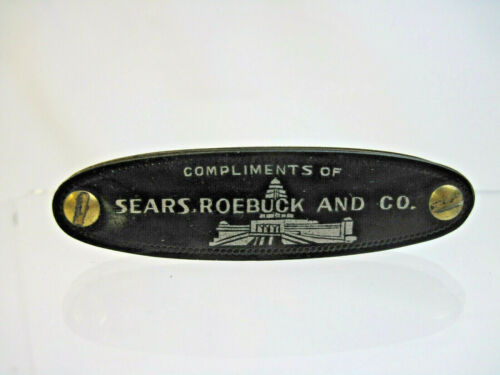 COMPLIMENTS OF
SEARS, ROEBUCK AND CO.